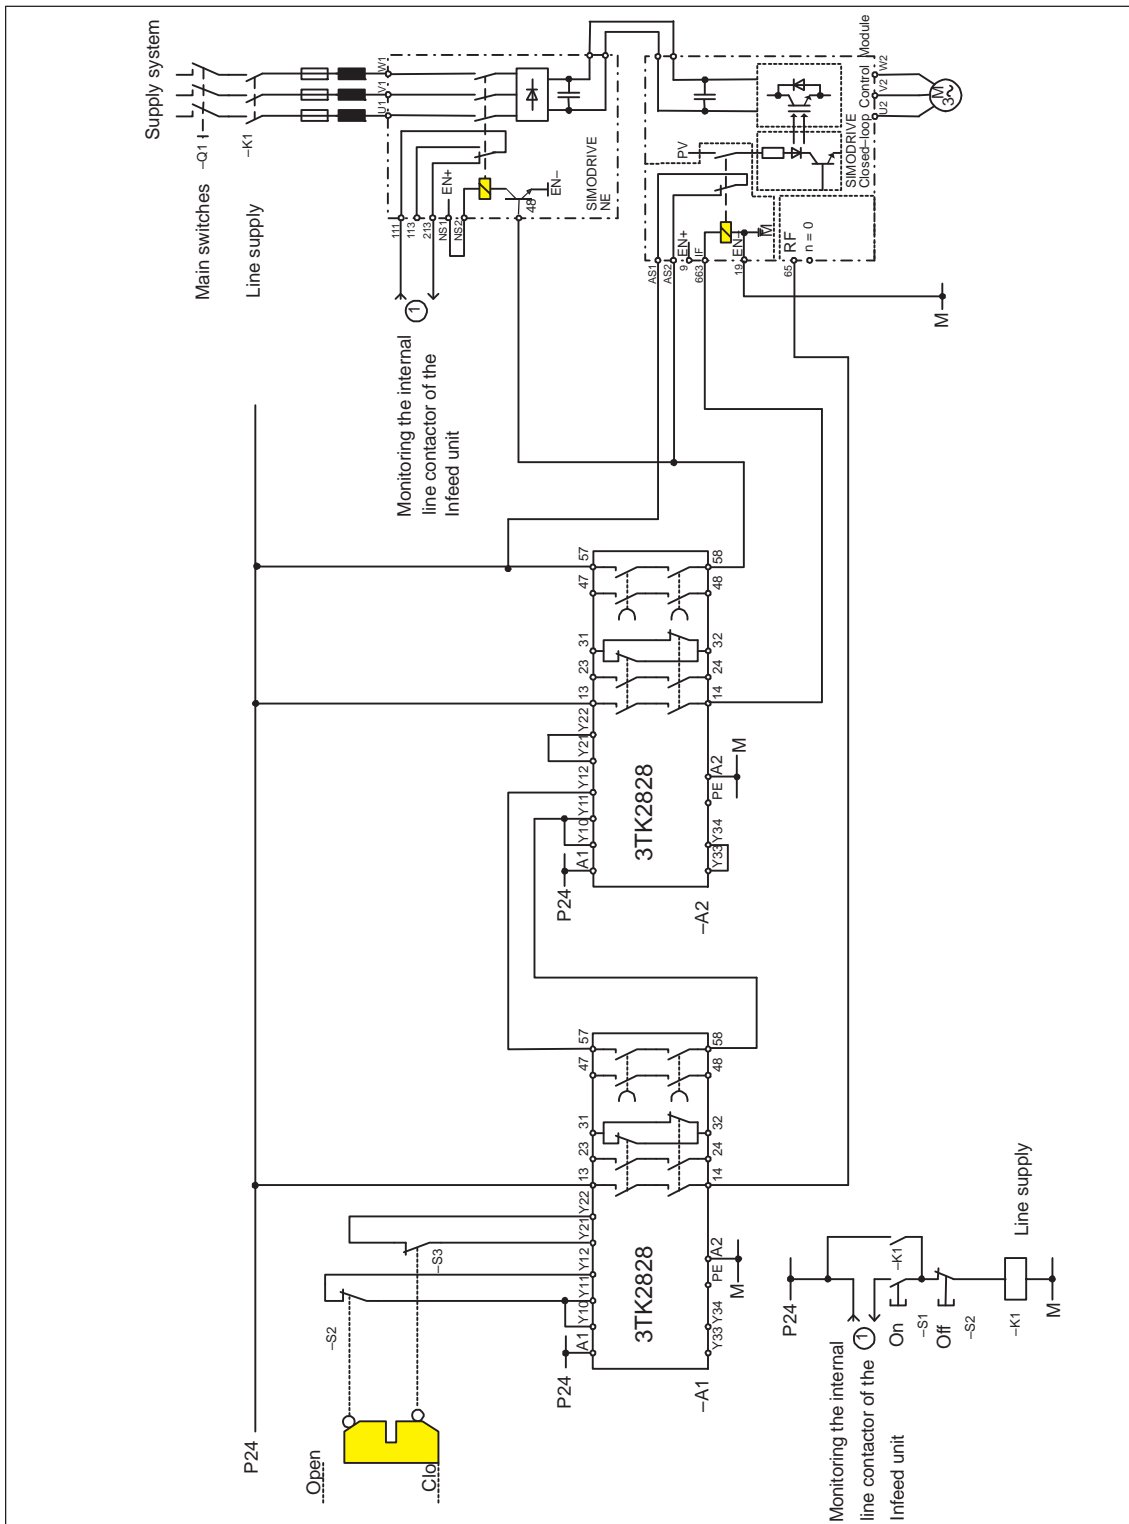 Supply system
Main switches –Q1
Line supply –K1
U1
V1
W1
111
113
213
NS1
NS2
EN+
48
EN–
SIMODRIVE
NE
1
Monitoring the internal
line contactor of the
Infeed unit
PV
SIMODRIVE
Closed–loop Control Module
U2
V2
W2
M
3~
AS1
AS2
9
EN+
663
IF
19
EN–
M
65
RF
n = 0
M
P24
57
47
31
23
13
Y22
Y21
Y12
Y11
Y10
A1
P24
3TK2828
58
48
32
24
14
A2
PE
M
Y34
Y33
–A2
57
47
31
23
13
Y22
Y21
Y12
Y11
Y10
A1
P24
3TK2828
58
48
32
24
14
A2
PE
M
Y34
Y33
–A1
–S3
–S2
Open
Clo
P24
–K1
1
On
–S1
Off
–S2
–K1
M
Line supply
Monitoring the internal
line contactor of the
Infeed unit